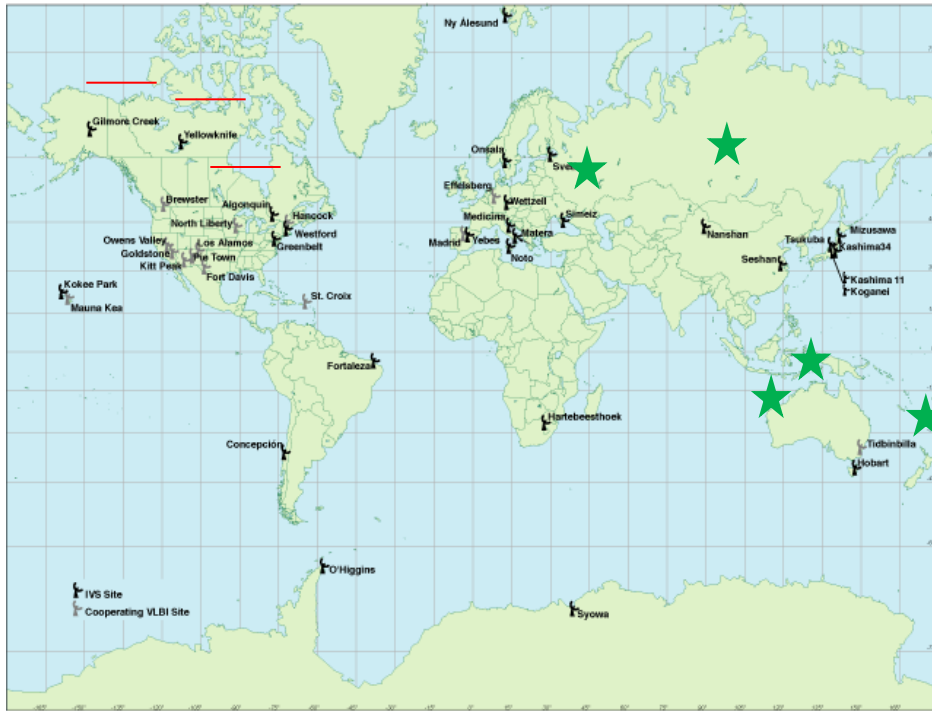 Ny Ålesund
Gilmore Creek
Yellowknife
Onsala
Effelsberg
Wettzell
Brewster
Algonquin
Hancock
Medicina
Simeiz
North Liberty
Westford
Nanshan
Mizusawa
Owens Valley
Los Alamos
Greenbelt
Madrid
Yebes
Matera
Tsukuba
Kashima34
Goldstone
Pie Town
Noto
Seshan
Kitt Peak
Fort Davis
Kashima 11
Kokee Park
Koganei
Mauna Kea
St. Croix
Fortaleza
Hartebeesthoek
Concepción
Tidbinbilla
Hobart
O'Higgins
IVS Site
Cooperating VLBI Site
Syowa